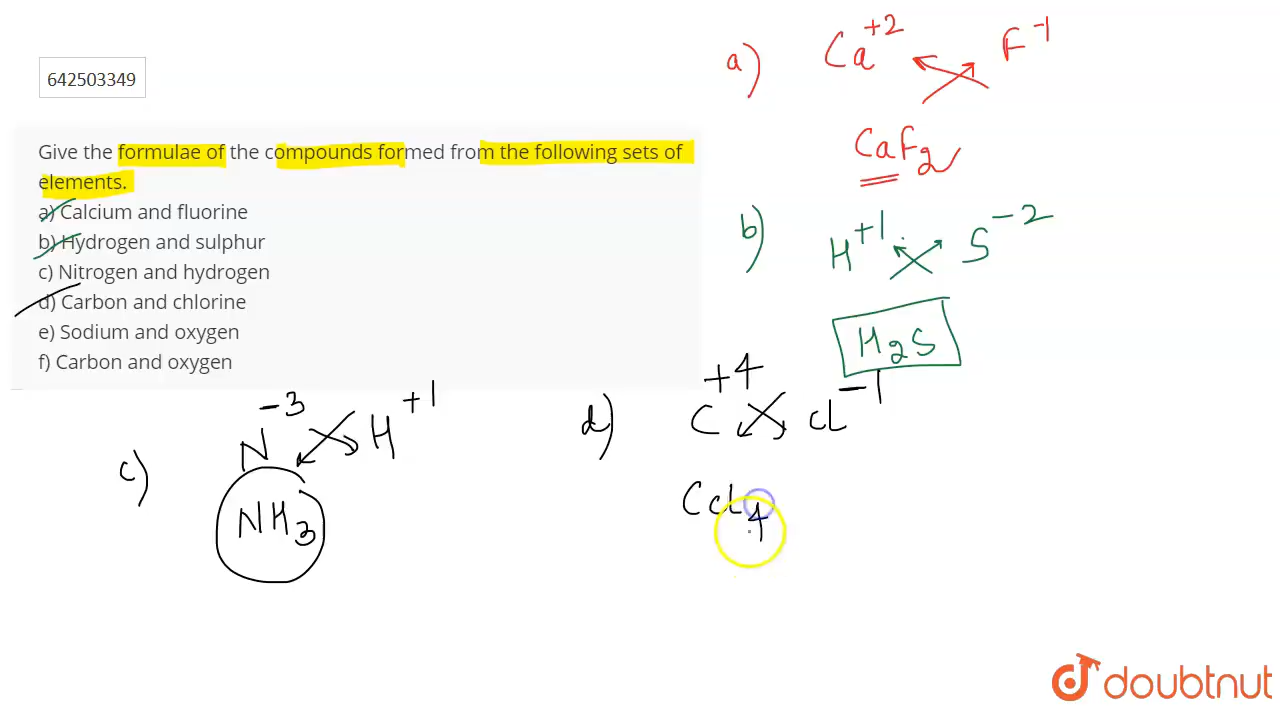 642503349
Give the formulae of the compounds formed from the following sets of
elements.
a) Calcium and fluorine
b) Hydrogen and sulphur
c) Nitrogen and hydrogen
d) Carbon and chlorine
e) Sodium and oxygen
f) Carbon and oxygen
a) Ca+2 F-1
CaF2
b) H+1 S-2
H2S
c) N-3 H+1
NH3
d) C+4 cl-1
Ccl4
doubtnut